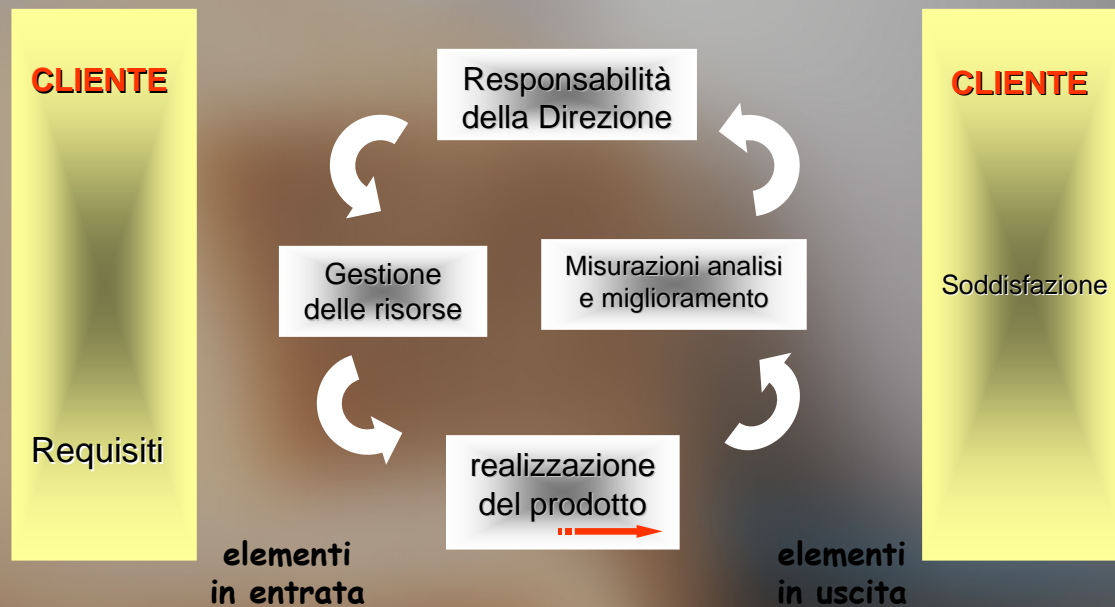 CLIENTE
Requisiti
Responsabilità
della Direzione
Gestione
delle risorse
Misurazioni analisi
e miglioramento
realizzazione
del prodotto
elementi
in entrata
elementi
in uscita
CLIENTE
Soddisfazione